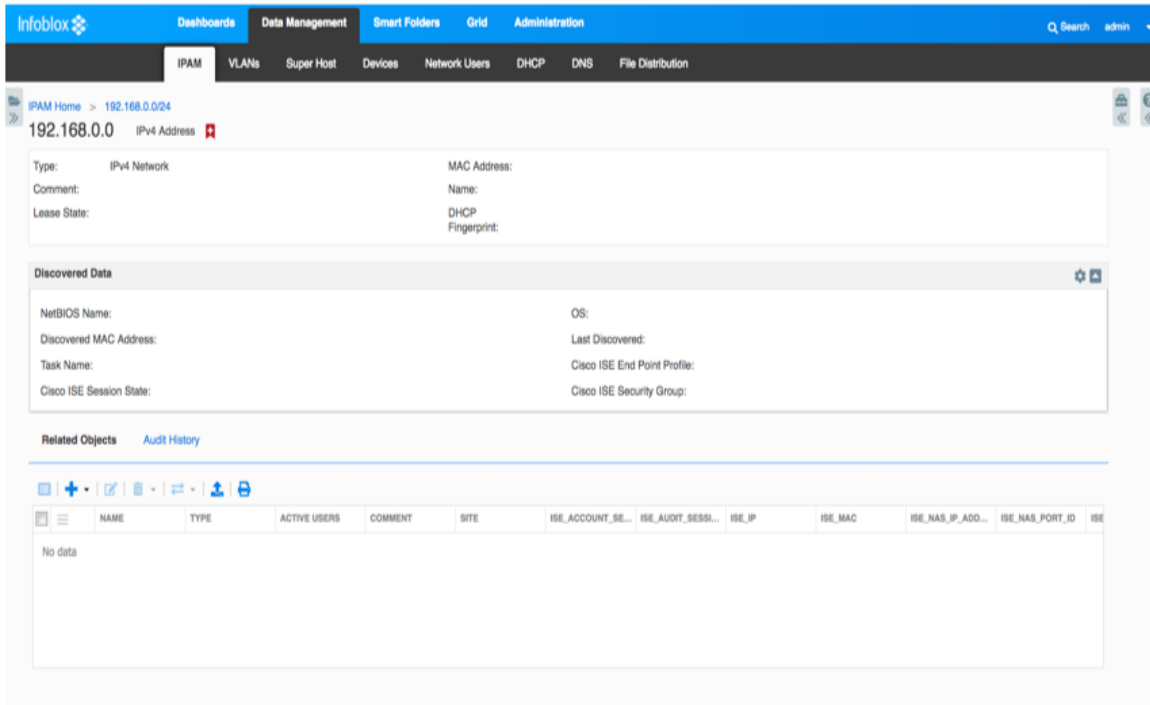 Infoblox Dashboards Data Management Smart Folders Grid Administration Search admin
IPAM VLANs Super Host Devices Network Users DHCP DNS File Distribution
IPAM Home > 192.168.0.0/24
192.168.0.0 IPv4 Address
Type: IPv4 Network MAC Address:
Comment: Name:
Lease State: DHCP
Fingerprint:
Discovered Data
NetBIOS Name: OS:
Discovered MAC Address: Last Discovered:
Task Name: Cisco ISE End Point Profile:
Cisco ISE Session State: Cisco ISE Security Group:
Related Objects Audit History
NAME TYPE ACTIVE USERS COMMENT SITE ISE_ACCOUNT_SE... ISE_AUDIT_SESSI... ISE_IP ISE_MAC ISE_NAS_IP_ADD... ISE_NAS_PORT_ID ISE
No data